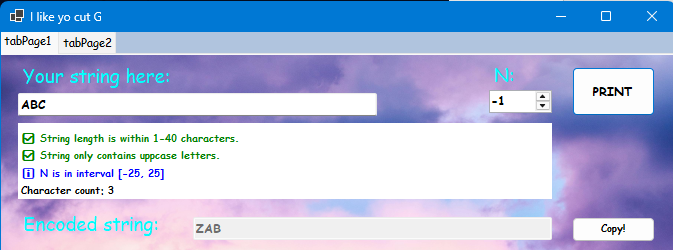 I like yo cut G
tabPage1 tabPage2
Your string here: N:
ABC -1 PRINT
String length is within 1-40 characters.
String only contains uppcase letters.
N is in interval [-25, 25]
Character count: 3
Encoded string: ZAB Copy!